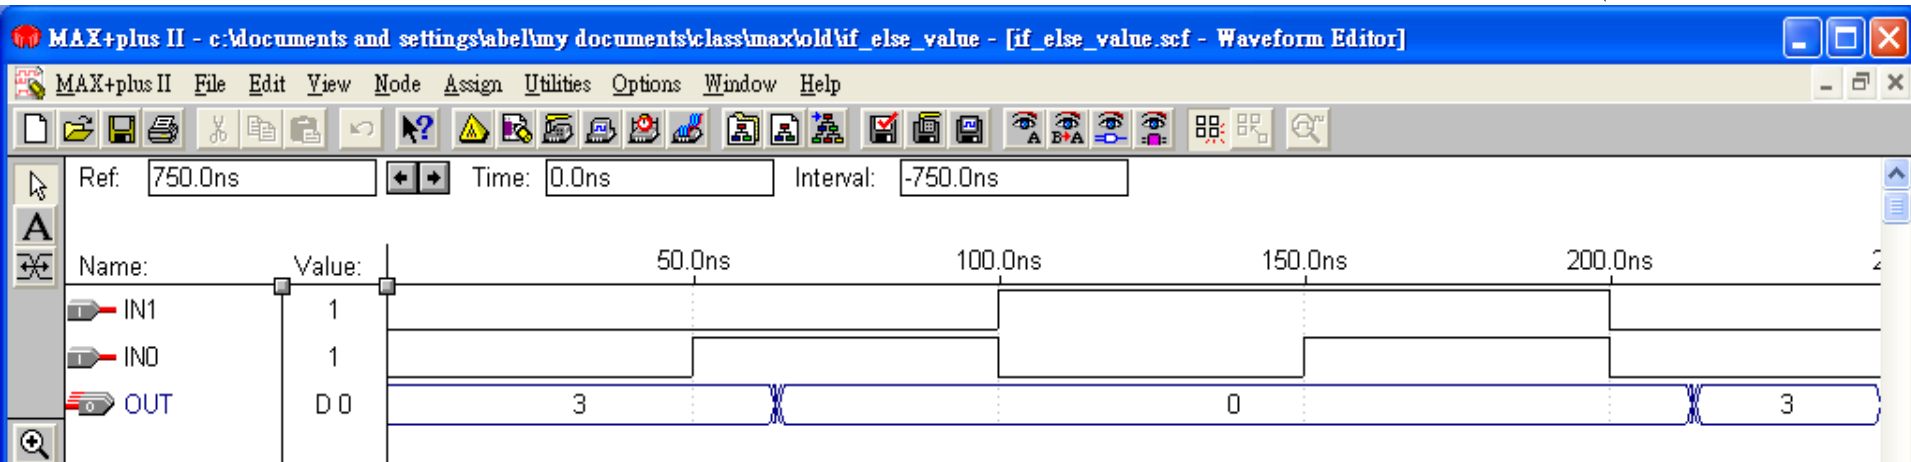 MAX+plus II - c:\documents and settings\abel\my documents\class\max\old\if_else_value - [if_else_value.scf - Waveform Editor]
MAX+plus II File Edit View Node Assign Utilities Options Window Help
Ref: 750.0ns Time: 0.0ns Interval: -750.0ns
Name: Value: 50.0ns 100.0ns 150.0ns 200.0ns 2
IN1 1
IN0 1
OUT D 0 3 0 3